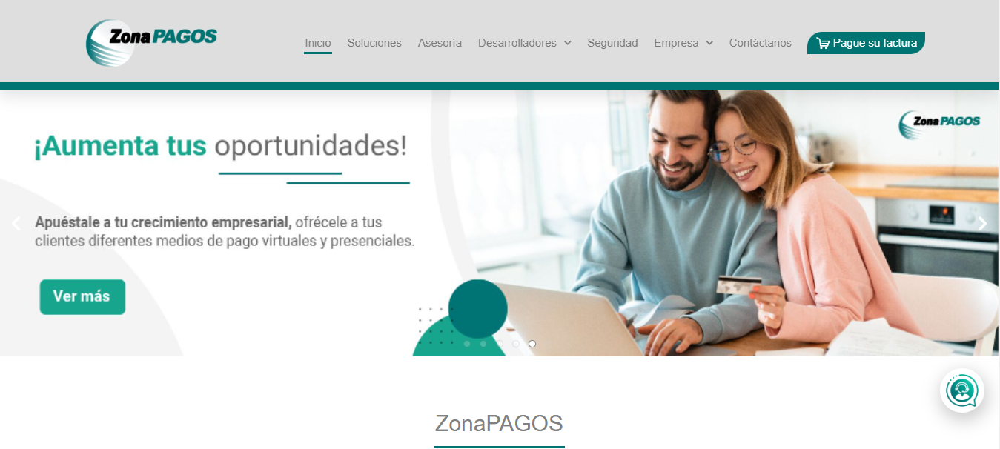 ZonaPAGOS
Inicio Soluciones Asesoría Desarrolladores Seguridad Empresa Contáctanos Pague su factura
ZonaPAGOS
¡Aumenta tus oportunidades!
Apuéstale a tu crecimiento empresarial, ofrécele a tus
clientes diferentes medios de pago virtuales y presenciales.
Ver más
ZonaPAGOS